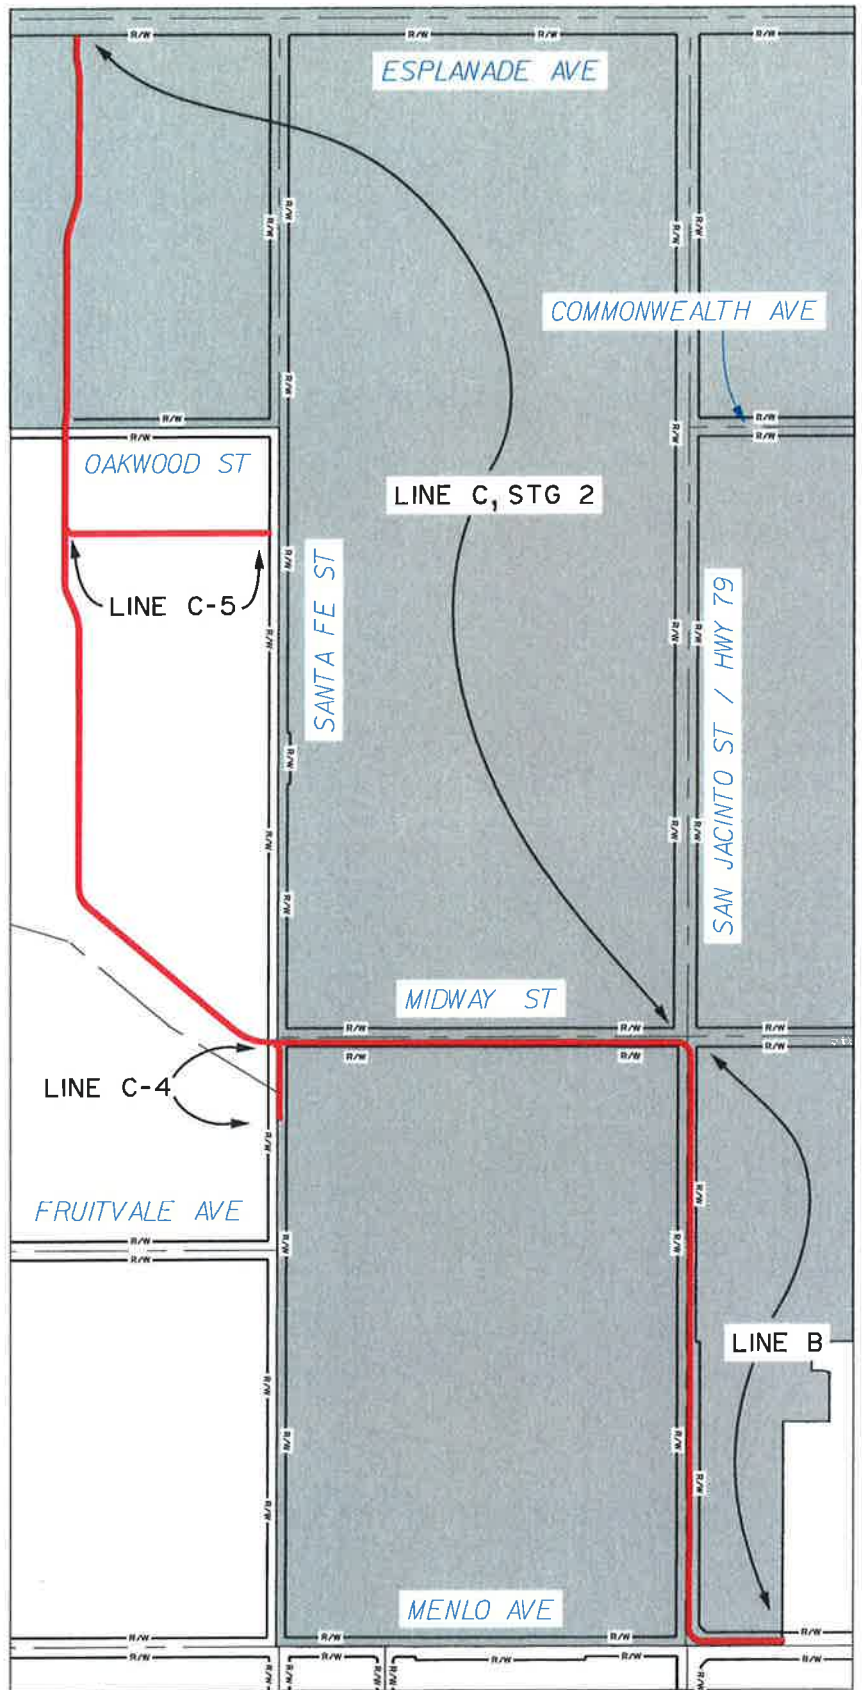 R/W R/W R/W R/W
ESPLANADE AVE
R/W R/W R/W R/W
COMMONWEALTH AVE
R/W R/W R/W
R/W R/W R/W
OAKWOOD ST
LINE C, STG 2
R/W
SANTA FE ST
LINE C-5
SAN JACINTO ST / HWY 79
R/W R/W R/W
R/W
R/W R/W R/W
R/W
MIDWAY ST
R/W R/W R/W
R/W R/W R/W
LINE C-4
R/W
R/W
FRUITVALE AVE
R/W R/W
R/W
LINE B
R/W
R/W R/W
R/W R/W
MENLO AVE
R/W R/W R/W R/W
R/W R/W R/W R/W R/W R/W R/W R/W